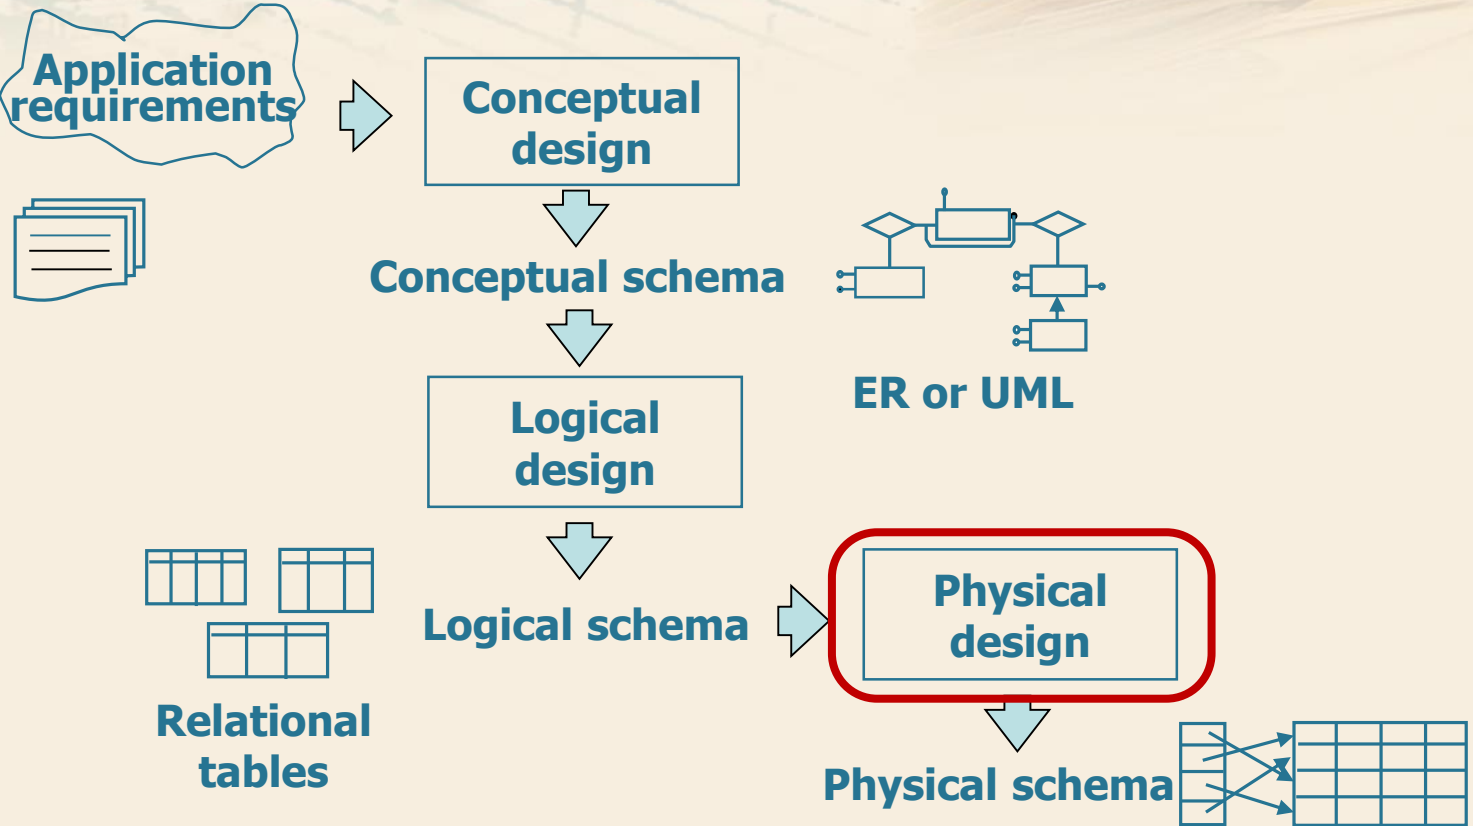 Application
requirements
Conceptual
design
Conceptual schema
ER or UML
Logical
design
Logical schema
Relational
tables
Physical
design
Physical schema